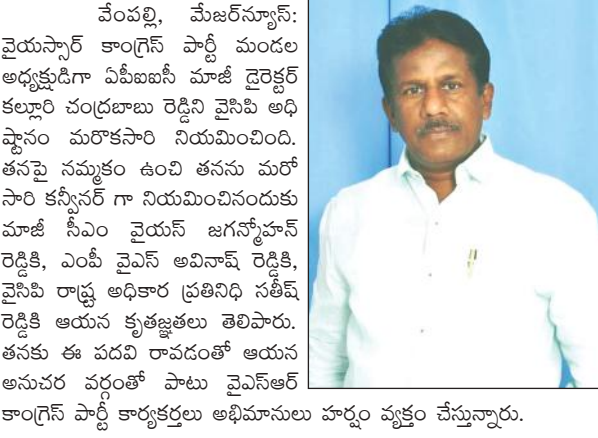 వేంపల్లి, మేజర్‌న్యూస్:
వైయస్సార్ కాంగ్రెస్ పార్టీ మండల
అధ్యక్షుడిగా ఏపీఐఐసీ మాజీ డైరెక్టర్
కల్లూరి చంద్రబాబు రెడ్డిని వైసిపి అధి
ష్టానం మరొకసారి నియమించింది.
తనపై నమ్మకం ఉంచి తనను మరో
సారి కన్వీనర్ గా నియమించినందుకు
మాజీ సీఎం వైయస్ జగన్మోహన్
రెడ్డికి, ఎంపీ వైఎస్ అవినాష్ రెడ్డికి,
వైసిపి రాష్ట్ర అధికార ప్రతినిధి సతీష్
రెడ్డికి ఆయన కృతజ్ఞతలు తెలిపారు.
తనకు ఈ పదవి రావడంతో ఆయన
అనుచర వర్గంతో పాటు వైఎస్ఆర్
కాంగ్రెస్ పార్టీ కార్యకర్తలు అభిమానులు హర్షం వ్యక్తం చేస్తున్నారు.